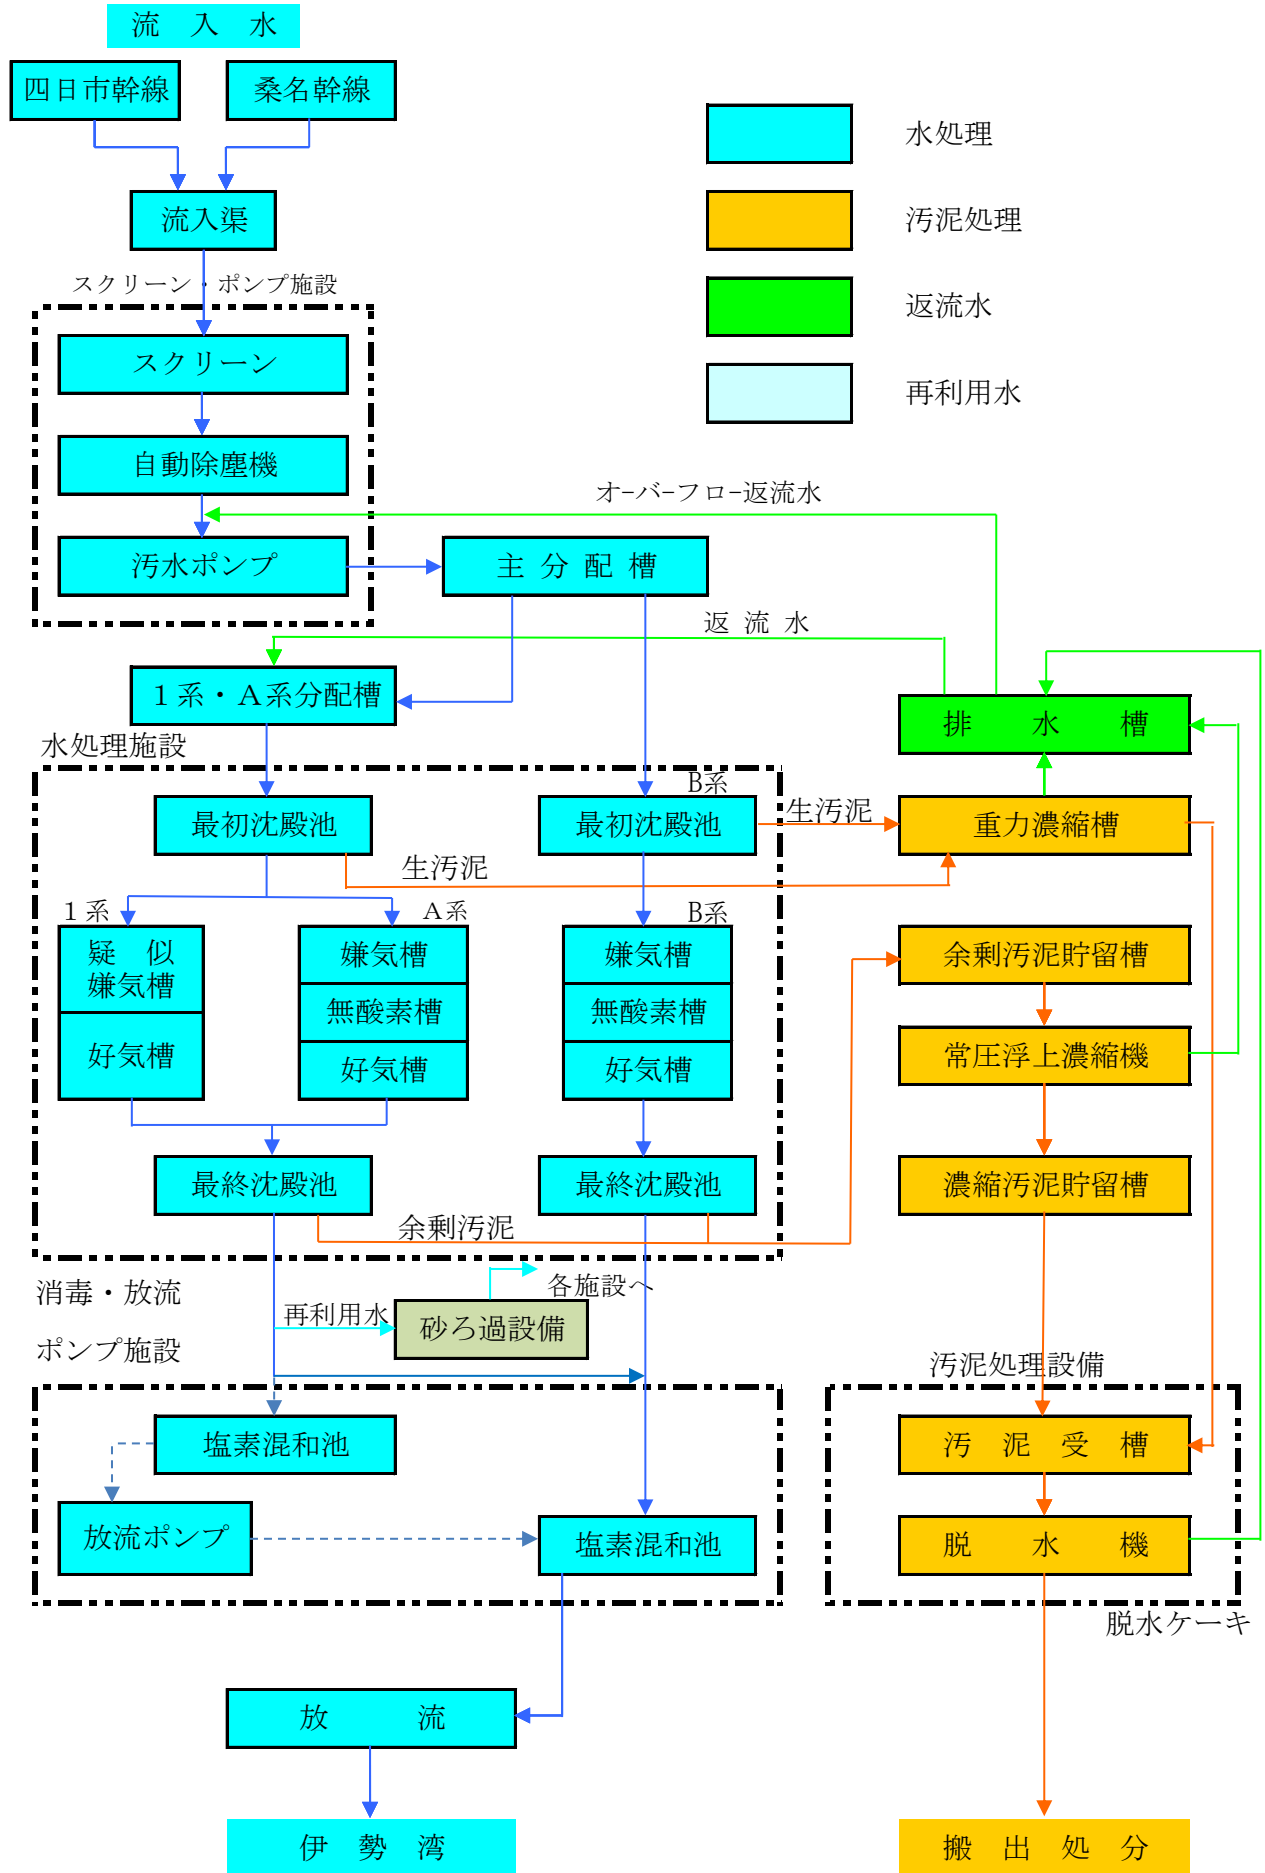 流　入　水
四日市幹線
桑名幹線
水処理
流入渠
汚泥処理
スクリーン・ポンプ施設
返流水
スクリーン
再利用水
自動除塵機
オ-バ-フロ-返流水
汚水ポンプ
主 分 配 槽
返 流 水
１系・Ａ系分配槽
排　　水　　槽
水処理施設
B系
最初沈殿池
最初沈殿池
生汚泥
重力濃縮槽
生汚泥
１系
Ａ系
B系
疑　似
嫌気槽
好気槽
嫌気槽
無酸素槽
好気槽
嫌気槽
無酸素槽
好気槽
余剰汚泥貯留槽
常圧浮上濃縮機
最終沈殿池
最終沈殿池
濃縮汚泥貯留槽
余剰汚泥
消毒・放流
ポンプ施設
各施設へ
再利用水
砂ろ過設備
汚泥処理設備
塩素混和池
汚　泥　受　槽
放流ポンプ
塩素混和池
脱　　水　　機
脱水ケーキ
放　　　流
伊　勢　湾
搬　出　処　分